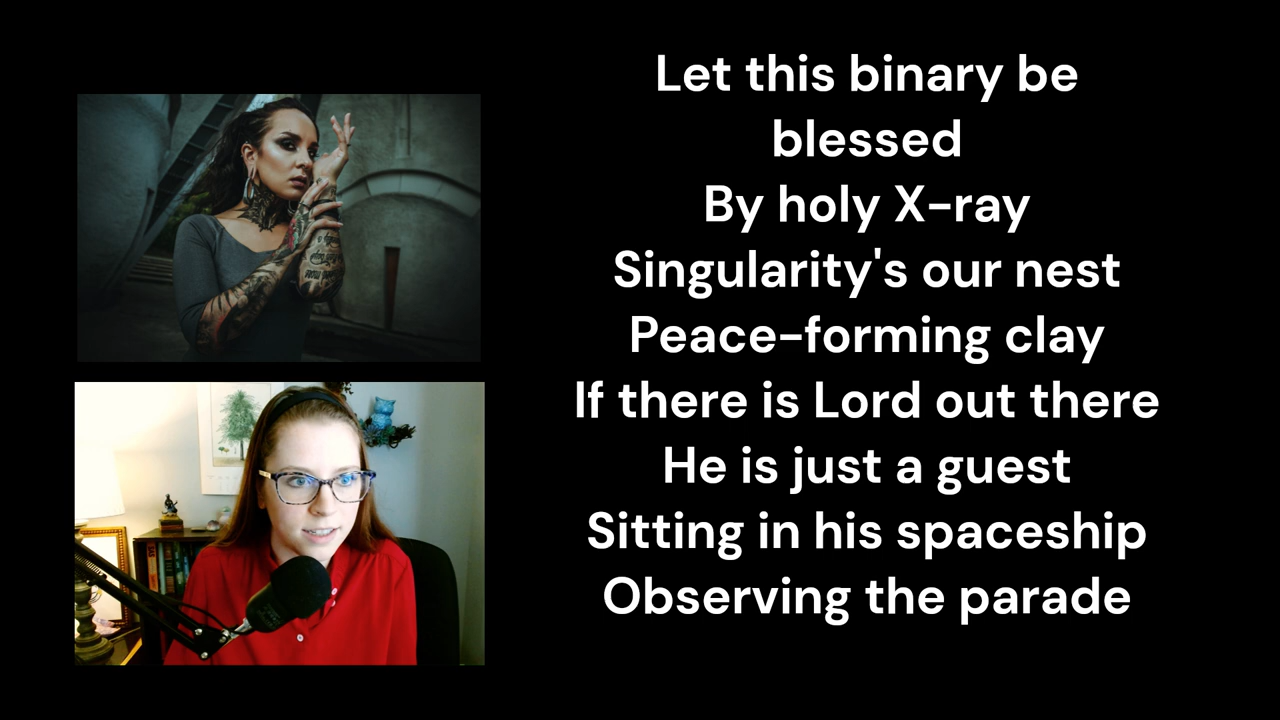 Let this binary be
blessed
By holy X-ray
Singularity's our nest
Peace-forming clay
If there is Lord out there
He is just a guest
Sitting in his spaceship
Observing the parade